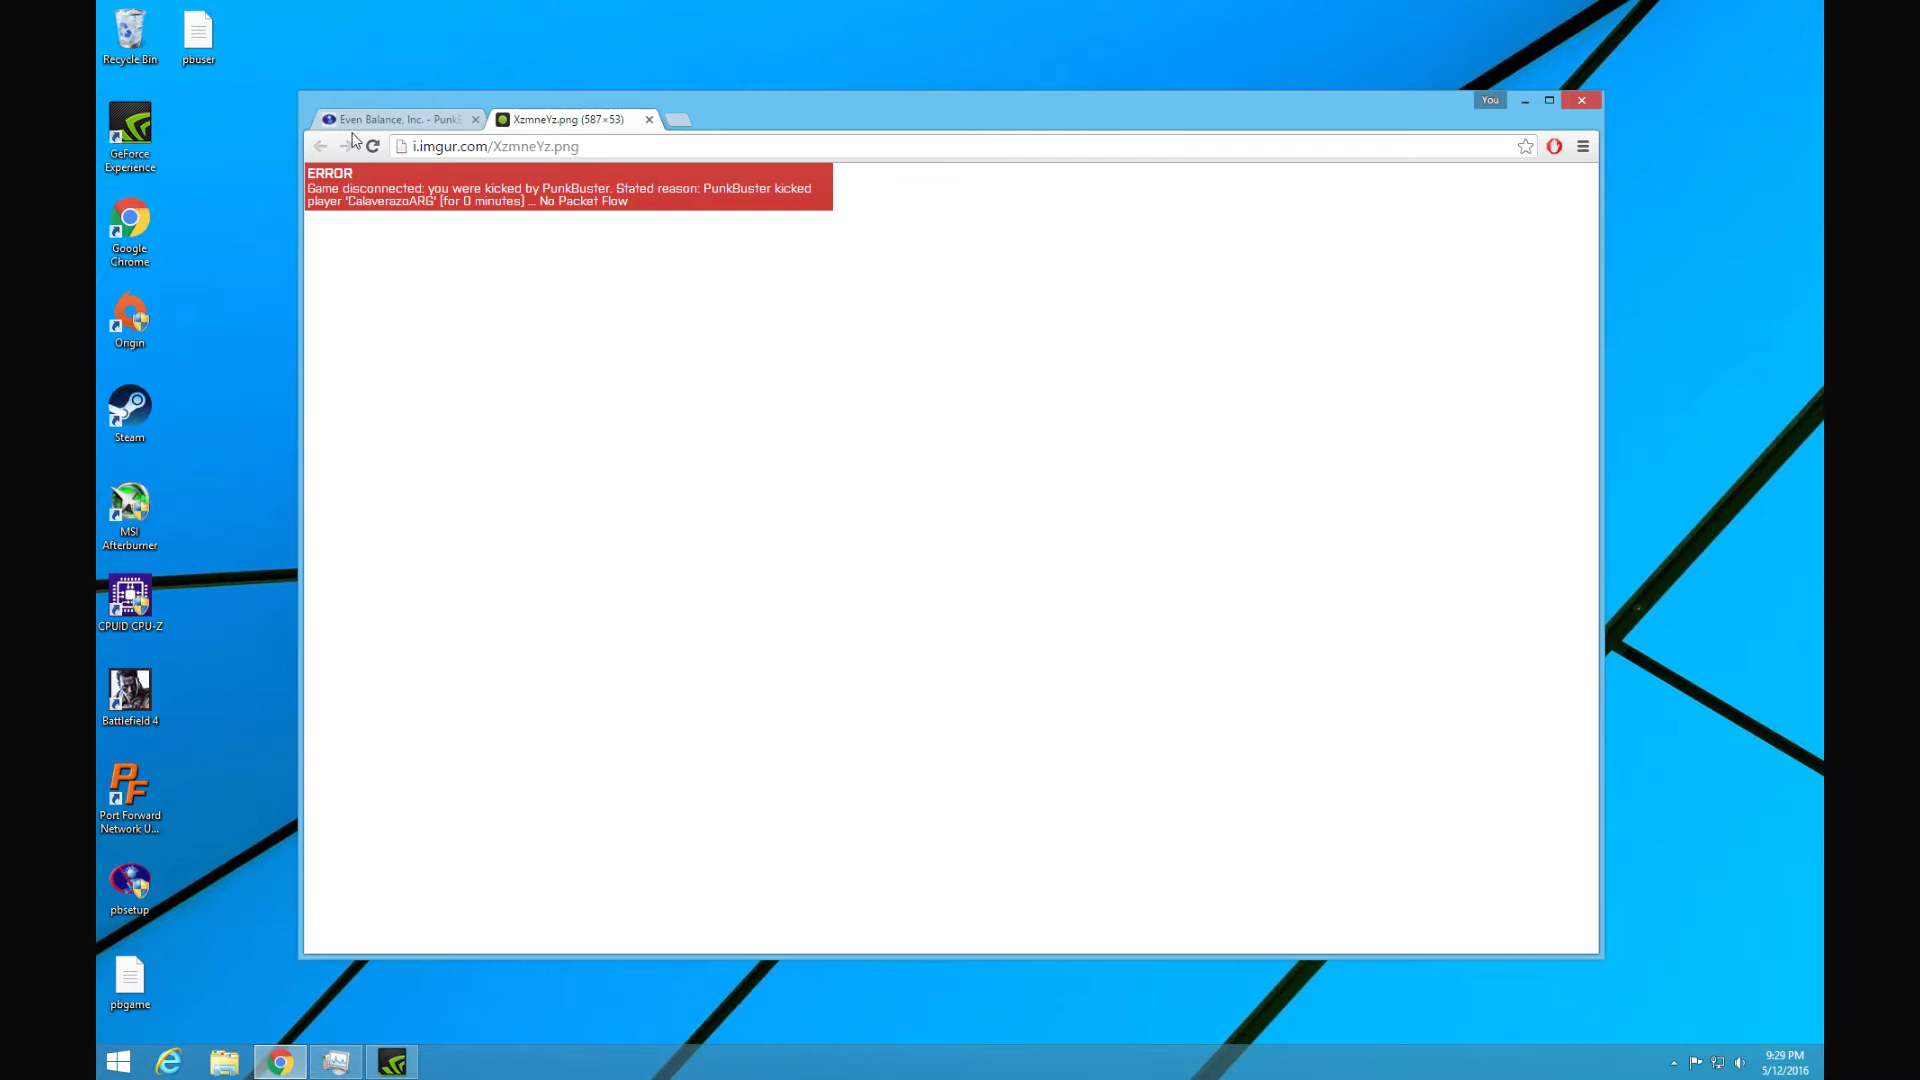 Recycle Bin
pbuser
GeForce
Experience
Google
Chrome
Origin
Steam
MSI
Afterburner
CPUID CPU-Z
Battlefield 4
PF
Port Forward
Network U...
pbsetup
pbgame
You
Even Balance, Inc. - Punk
XzmneYz.png (587×53)
i.imgur.com/XzmneYz.png
ERROR
Game disconnected: you were kicked by PunkBuster. Stated reason: PunkBuster kicked
player 'CalaverazoARG' [for 0 minutes] ... No Packet Flow
9:29 PM
5/12/2016